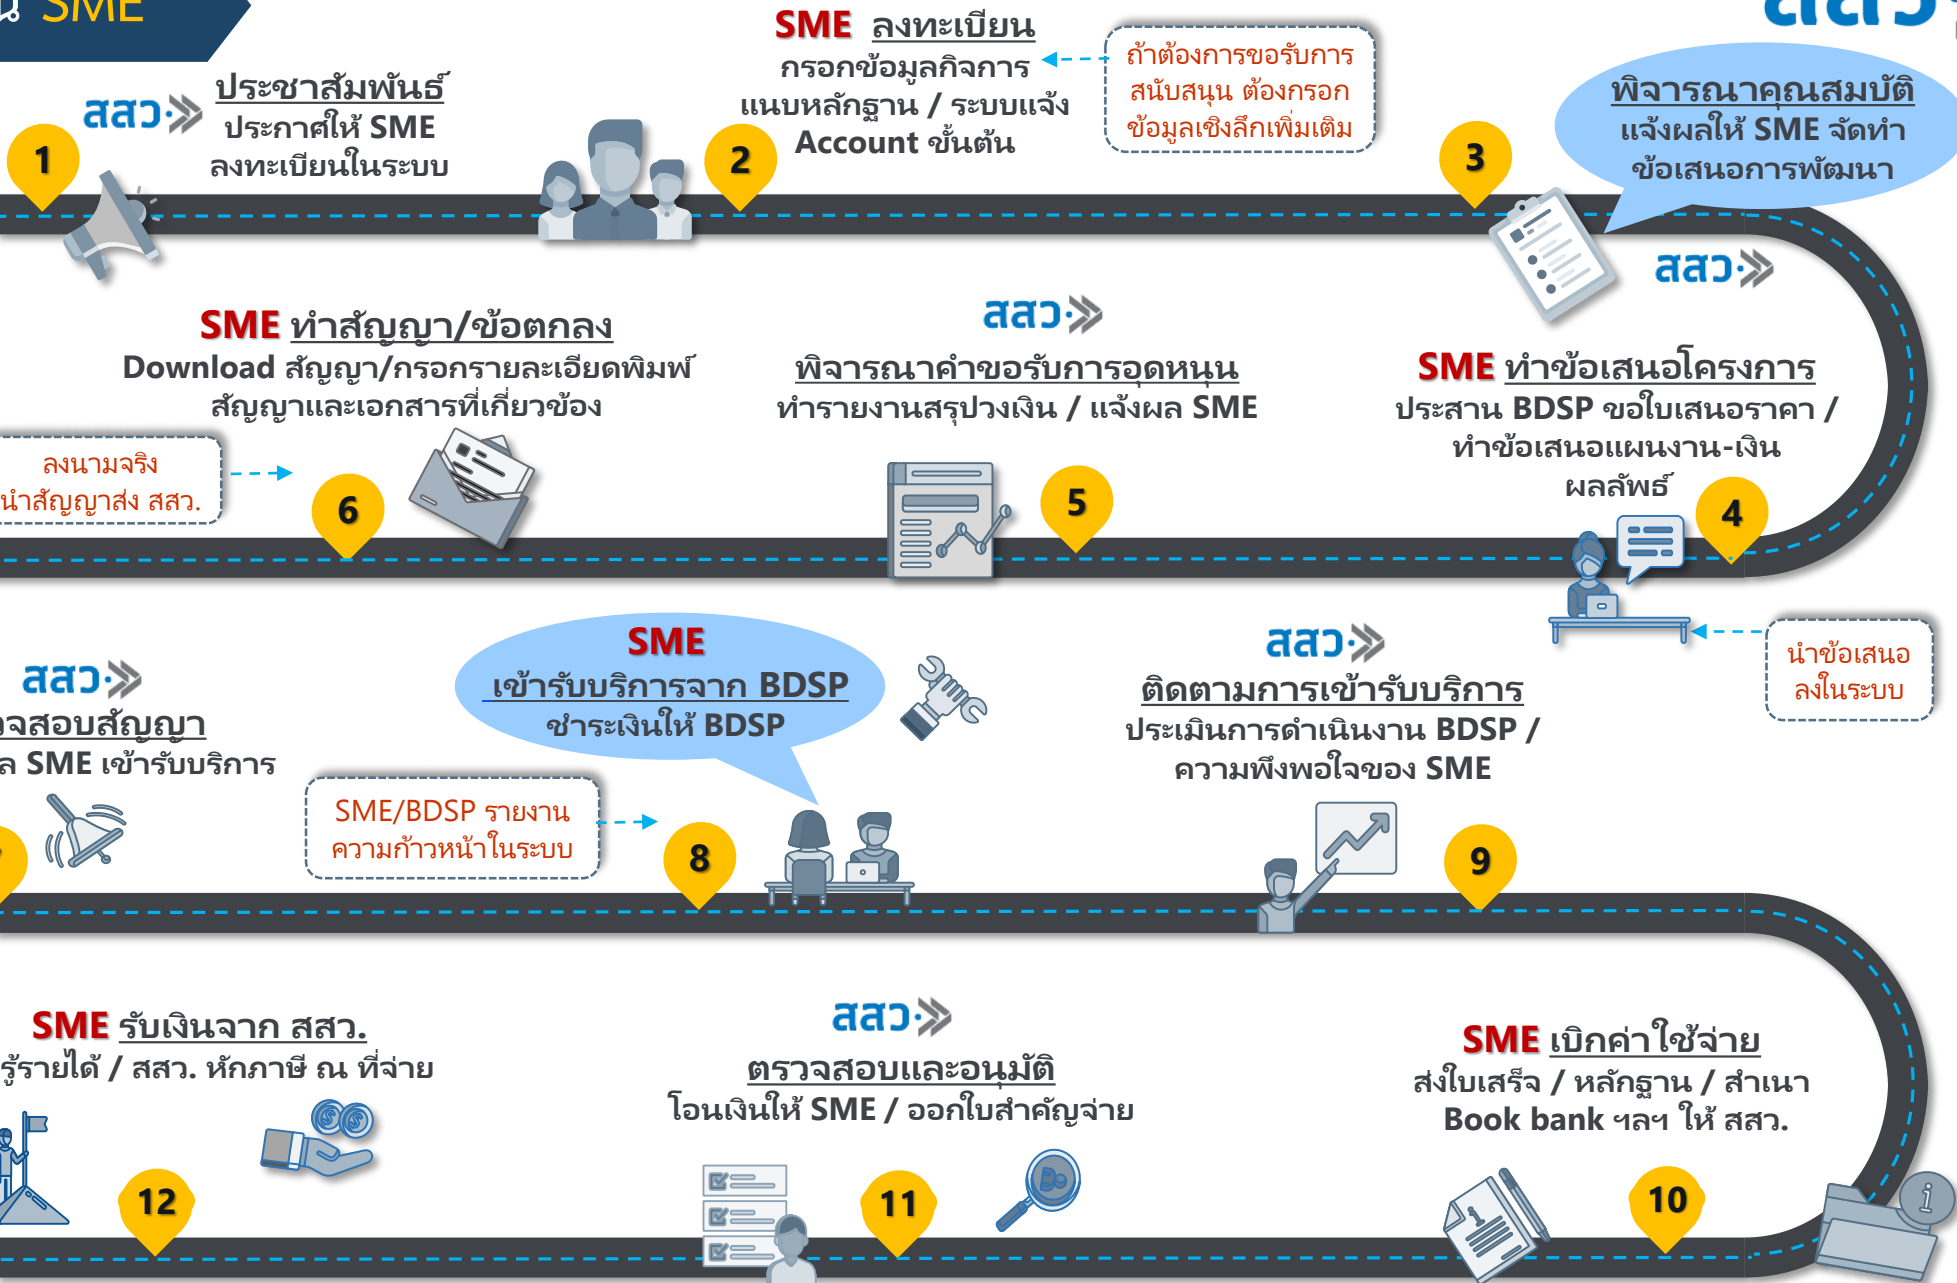 SME
สสว
สสว
ประชาสัมพันธ์
ประกาศให้ SME
ลงทะเบียนในระบบ
1
SME ลงทะเบียน
กรอกข้อมูลกิจการ
แนบหลักฐาน / ระบบแจ้ง
Account ขั้นต้น
2
ถ้าต้องการขอรับการ
สนับสนุน ต้องกรอก
ข้อมูลเชิงลึกเพิ่มเติม
3
พิจารณาคุณสมบัติ
แจ้งผลให้ SME จัดทำ
ข้อเสนอการพัฒนา
สสว
SME ทำข้อเสนอโครงการ
ประสาน BDSP ขอใบเสนอราคา /
ทำข้อเสนอแผนงาน-เงิน
ผลลัพธ์
4
นำข้อเสนอ
ลงในระบบ
สสว
พิจารณาคำขอรับการอุดหนุน
ทำรายงานสรุปวงเงิน / แจ้งผล SME
5
SME ทำสัญญา/ข้อตกลง
Download สัญญา/กรอกรายละเอียดพิมพ์
สัญญาและเอกสารที่เกี่ยวข้อง
6
ลงนามจริง
นำสัญญาส่ง สสว.
สสว
จสอบสัญญา
ล SME เข้ารับบริการ
SME
เข้ารับบริการจาก BDSP
ชำระเงินให้ BDSP
SME/BDSP รายงาน
ความก้าวหน้าในระบบ
8
สสว
ติดตามการเข้ารับบริการ
ประเมินการดำเนินงาน BDSP /
ความพึงพอใจของ SME
9
SME เบิกค่าใช้จ่าย
ส่งใบเสร็จ / หลักฐาน / สำเนา
Book bank ฯลฯ ให้ สสว.
10
สสว
ตรวจสอบและอนุมัติ
โอนเงินให้ SME / ออกใบสำคัญจ่าย
11
SME รับเงินจาก สสว.
รู้รายได้ / สสว. หักภาษี ณ ที่จ่าย
12